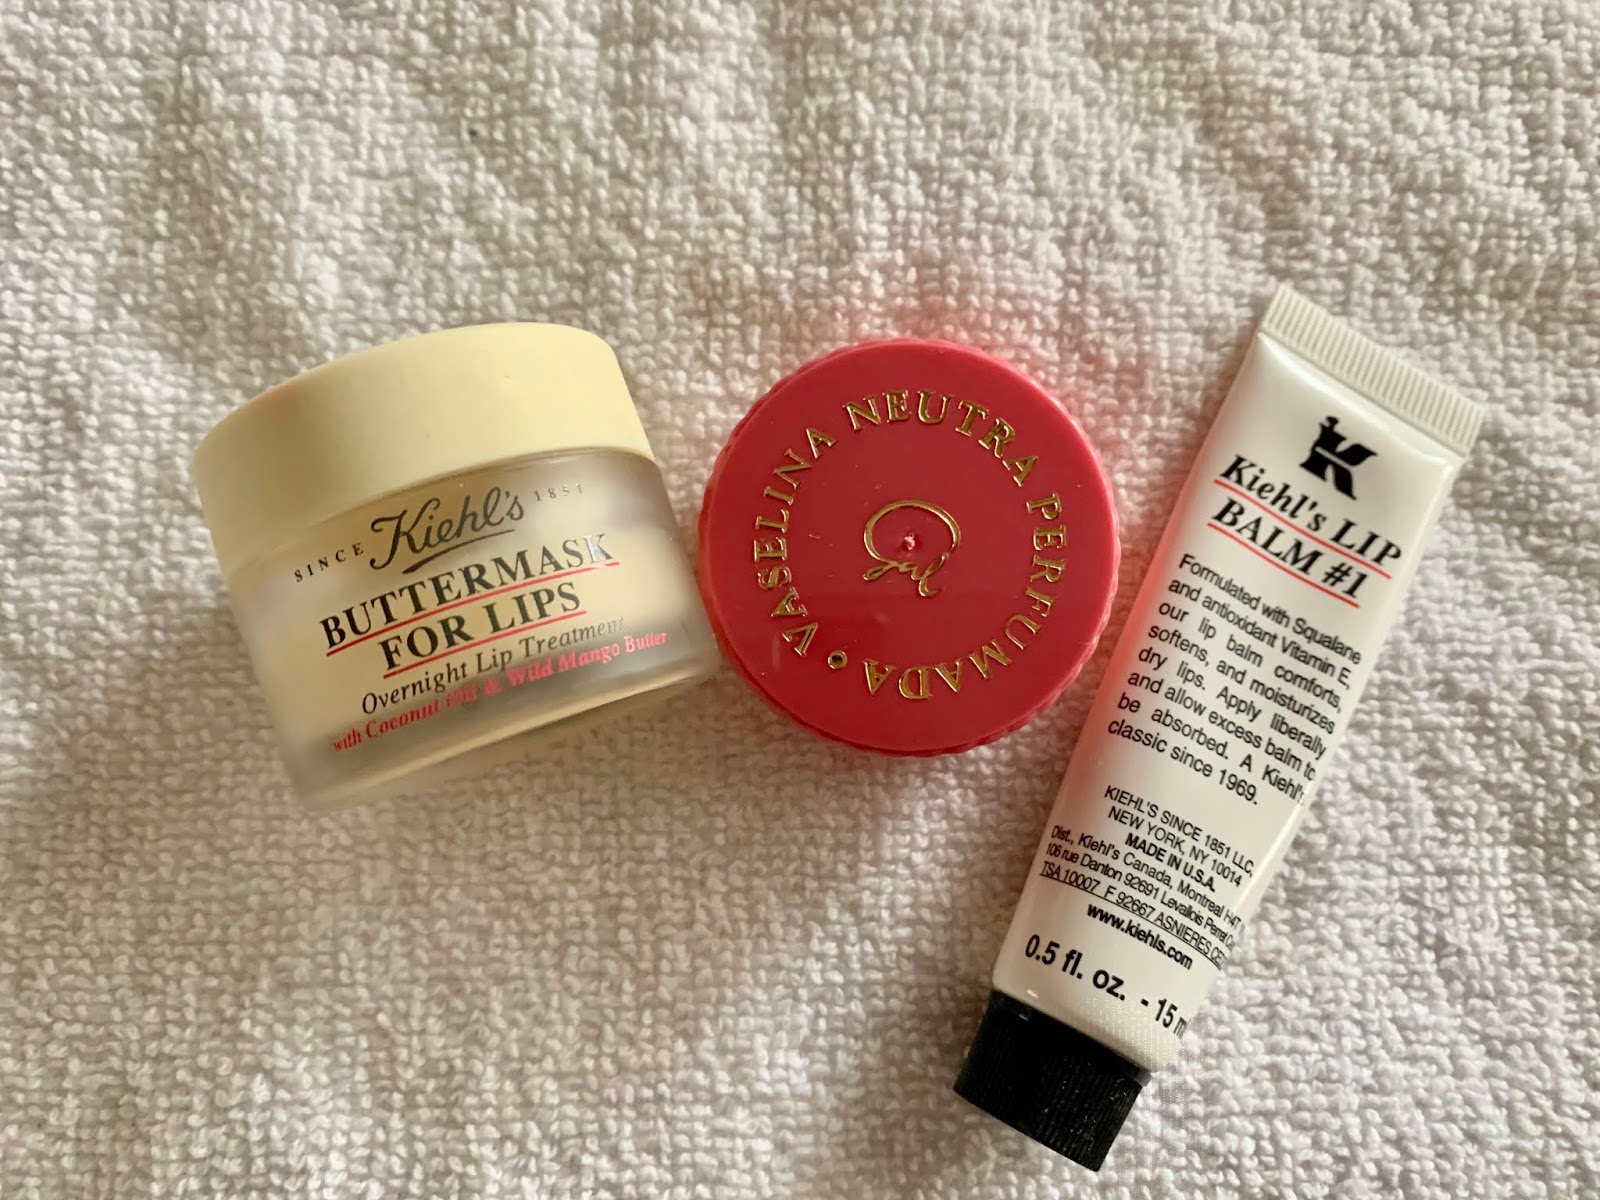 SINCE Kiehl's 1851
BUTTERMASK
FOR LIPS
Overnight Lip Treatment
with Coconut Oil & Wild Mango Butter
VASELINA NEUTRA PERFUMADA
Gal
Kiehl's LIP
BALM #1
Formulated with Squalane
and antioxidant Vitamin E,
our lip balm comforts,
softens, and moisturizes
dry lips. Apply liberally
and allow excess balm to
be absorbed. A Kiehl's
classic since 1969.
KIEHL'S SINCE 1851 LLC,
NEW YORK, NY 10014
MADE IN U.S.A.
Dist., Kiehl's Canada, Montreal H4T
106 rue Danton 92691 Levallois Perret
TSA 10007 F 92667 ASNIERES
www.kiehls.com
0.5 fl. oz. - 15